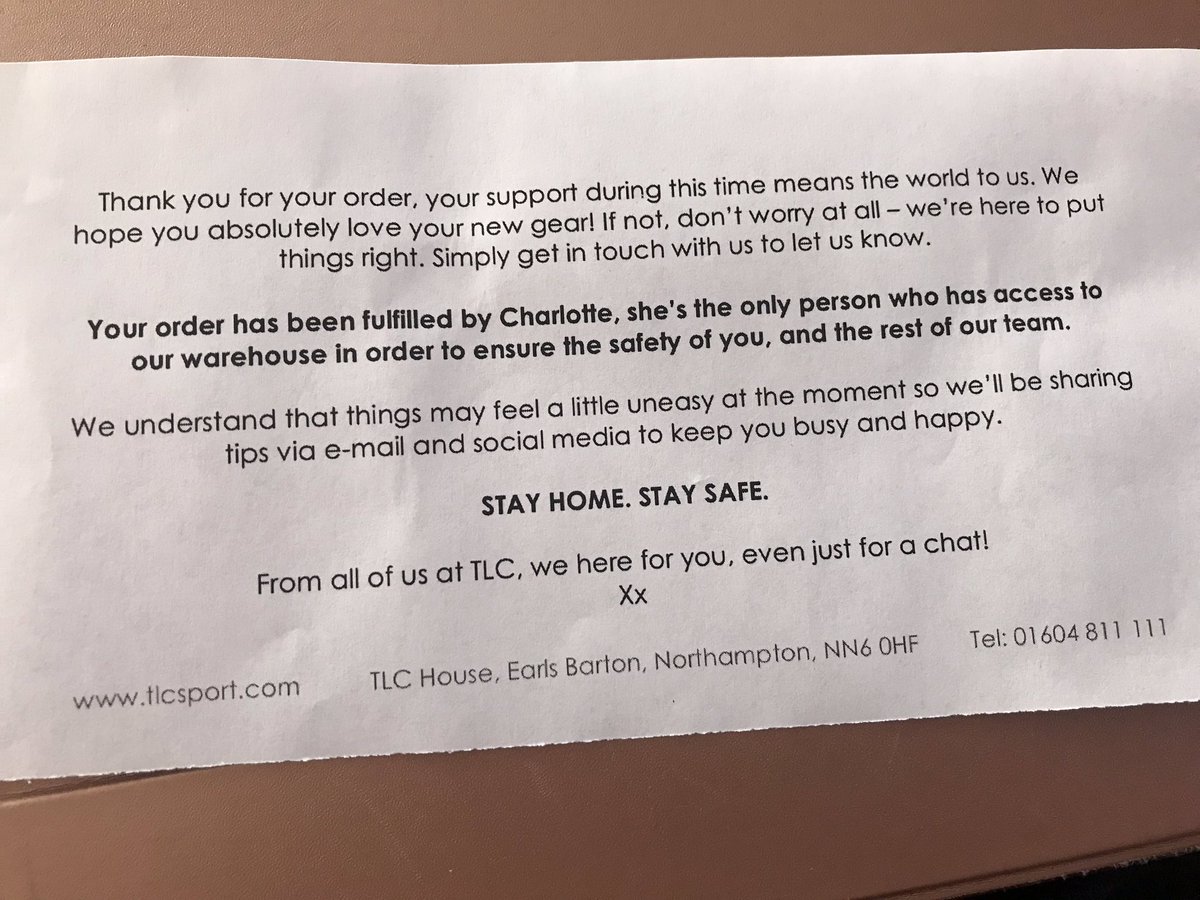 Thank you for your order, your support during this time means the world to us. We
hope you absolutely love your new gear! If not, don't worry at all – we're here to put
things right. Simply get in touch with us to let us know.
Your order has been fulfilled by Charlotte, she's the only person who has access to
our warehouse in order to ensure the safety of you, and the rest of our team.
We understand that things may feel a little uneasy at the moment so we'll be sharing
tips via e-mail and social media to keep you busy and happy.
STAY HOME. STAY SAFE.
From all of us at TLC, we here for you, even just for a chat!
Xx
www.tlcsport.com TLC House, Earls Barton, Northampton, NN6 0HF Tel: 01604 811 111